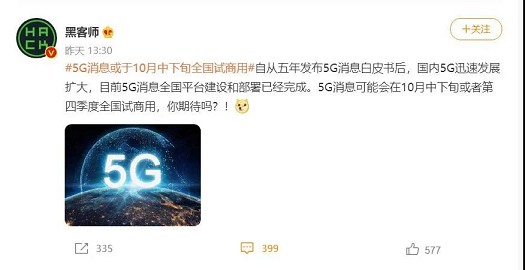 HACK
黑客师
昨天 13:30
+关注
#5G消息或于10月中下旬全国试商用#自从五年发布5G消息白皮书后，国内5G迅速发展
扩大，目前5G消息全国平台建设和部署已经完成。5G消息可能会在10月中下旬或者第
四季度全国试商用，你期待吗？！
5G
335
399
577